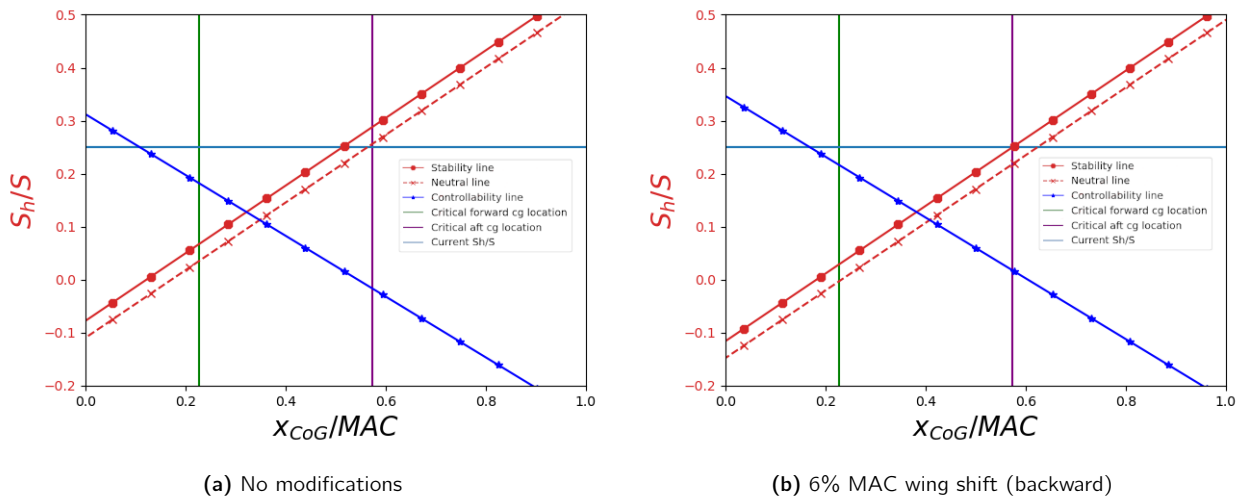 0.5
0.4
0.3
0.2
0.1
0.0
−0.1
−0.2
S_h/S
0.0 0.2 0.4 0.6 0.8 1.0
x_CoG/MAC
Stability line
Neutral line
Controllability line
Critical forward cg location
Critical aft cg location
Current Sh/S
(a) No modifications
0.5
0.4
0.3
0.2
0.1
0.0
−0.1
−0.2
S_h/S
0.0 0.2 0.4 0.6 0.8 1.0
x_CoG/MAC
Stability line
Neutral line
Controllability line
Critical forward cg location
Critical aft cg location
Current Sh/S
(b) 6% MAC wing shift (backward)